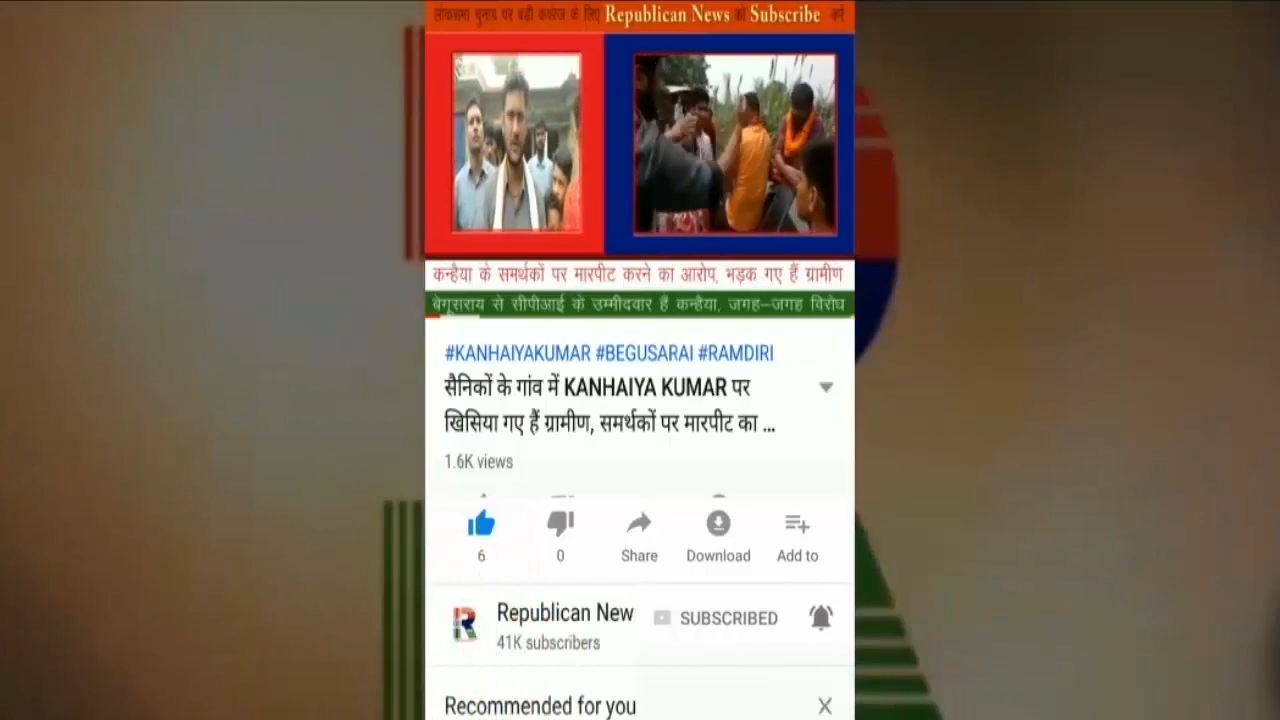 लोकसभा चुनाव पर बड़ी कवरेज के लिए Republican News को Subscribe करें
कन्हैया के समर्थकों पर मारपीट करने का आरोप, भड़क गए हैं ग्रामीण
बेगूसराय से सीपीआई के उम्मीदवार हैं कन्हैया, जगह–जगह विरोध
#KANHAIYAKUMAR #BEGUSARAI #RAMDIRI
सैनिकों के गांव में KANHAIYA KUMAR पर
खिसिया गए हैं ग्रामीण, समर्थकों पर मारपीट का ...
1.6K views
6 0 Share Download Add to
Republican New SUBSCRIBED
41K subscribers
Recommended for you